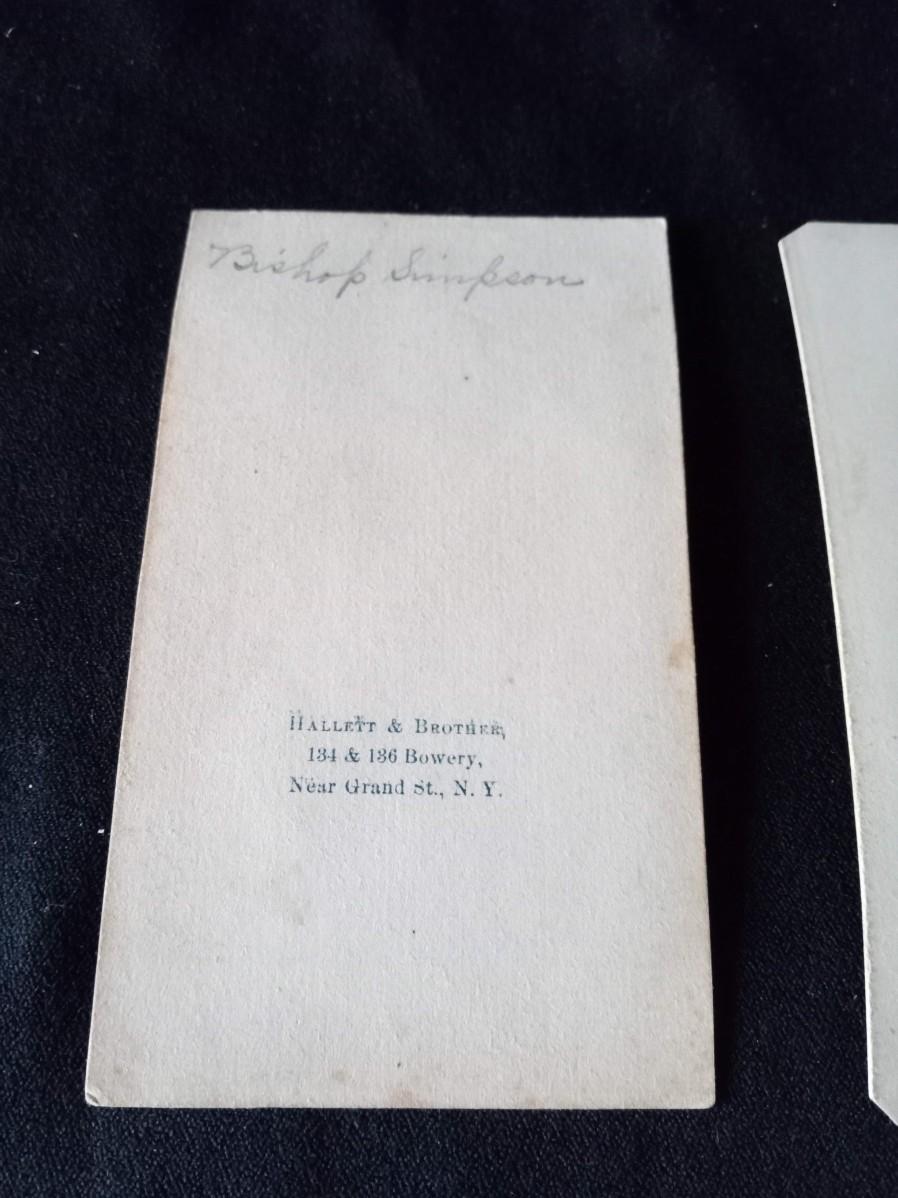 Bishop Simpson
HALLETT & BROTHER,
134 & 136 Bowery,
Near Grand St., N. Y.